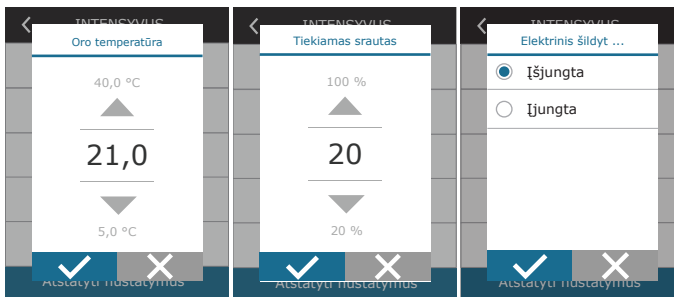 INTENSYVUS
Oro temperatūra
40,0 °C
21,0
5,0 °C
Atstatyti nustatymus
INTENSYVUS
Tiekiamas srautas
100 %
20
20 %
Atstatyti nustatymus
INTENSYVUS
Elektrinis šildyt ...
Įšjungta
Įjungta
Atstatyti nustatymus